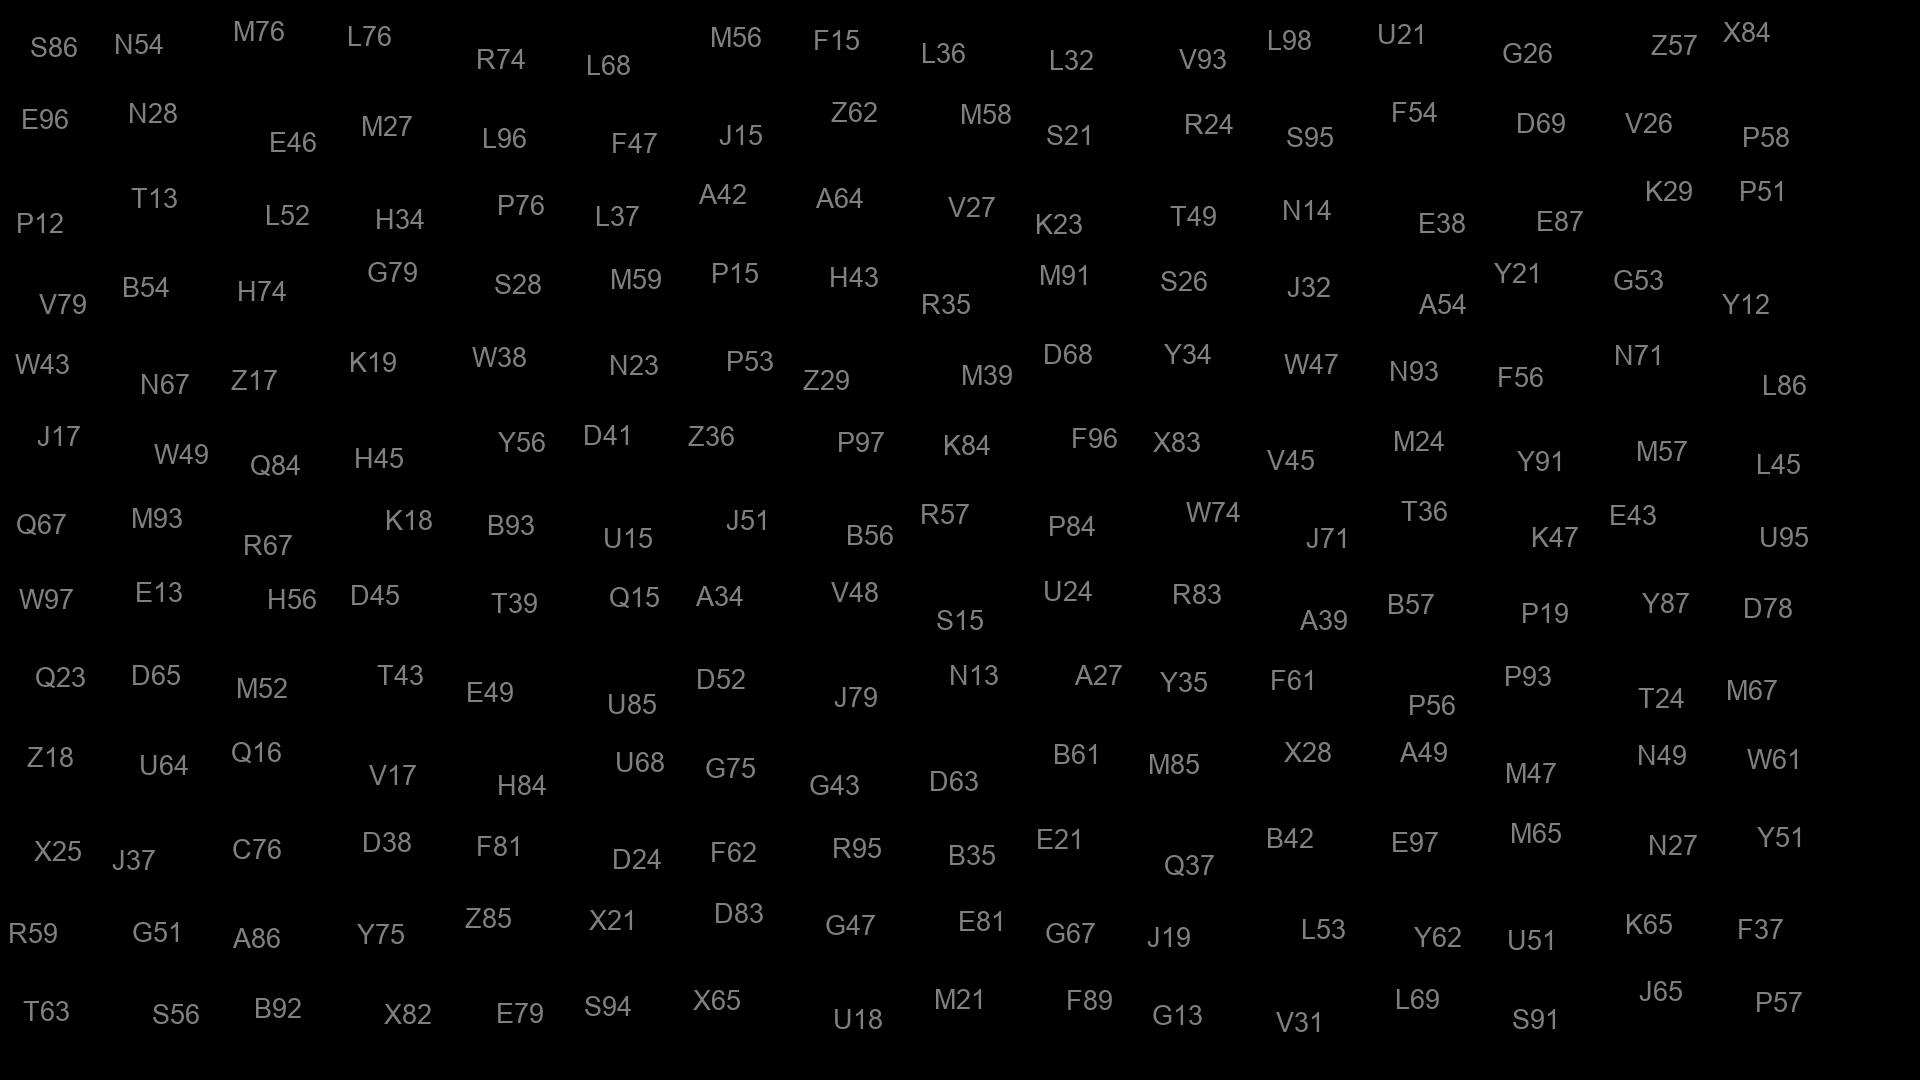 S86 N54 M76 L76 R74 L68 M56 F15 L36 L32 V93 L98 U21 G26 Z57 X84
E96 N28 E46 M27 L96 F47 J15 Z62 M58 S21 R24 S95 F54 D69 V26 P58
P12 T13 L52 H34 P76 L37 A42 A64 V27 K23 T49 N14 E38 E87 K29 P51
V79 B54 H74 G79 S28 M59 P15 H43 R35 M91 S26 J32 A54 Y21 G53 Y12
W43 N67 Z17 K19 W38 N23 P53 Z29 M39 D68 Y34 W47 N93 F56 N71 L86
J17 W49 Q84 H45 Y56 D41 Z36 P97 K84 F96 X83 V45 M24 Y91 M57 L45
Q67 M93 R67 K18 B93 U15 J51 B56 R57 P84 W74 J71 T36 K47 E43 U95
W97 E13 H56 D45 T39 Q15 A34 V48 S15 U24 R83 A39 B57 P19 Y87 D78
Q23 D65 M52 T43 E49 U85 D52 J79 N13 A27 Y35 F61 P56 P93 T24 M67
Z18 U64 Q16 V17 H84 U68 G75 G43 D63 B61 M85 X28 A49 M47 N49 W61
X25 J37 C76 D38 F81 D24 F62 R95 B35 E21 Q37 B42 E97 M65 N27 Y51
R59 G51 A86 Y75 Z85 X21 D83 G47 E81 G67 J19 L53 Y62 U51 K65 F37
T63 S56 B92 X82 E79 S94 X65 U18 M21 F89 G13 V31 L69 S91 J65 P57